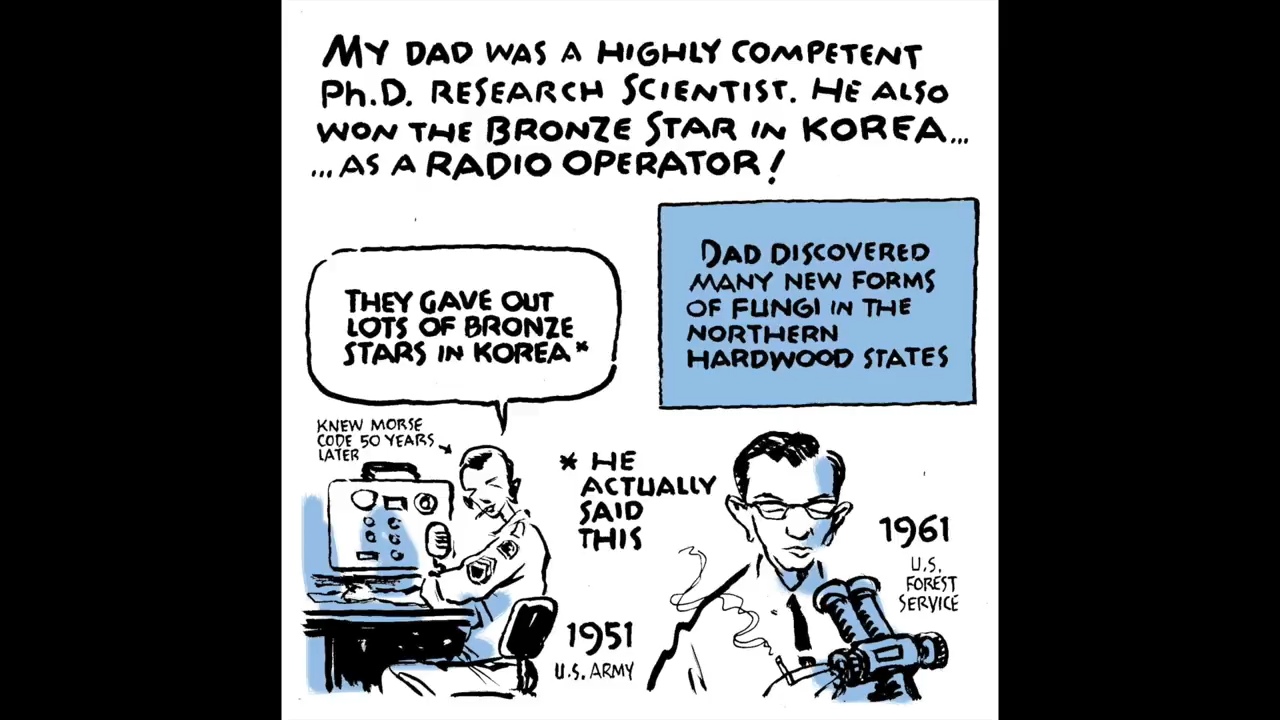 MY DAD WAS A HIGHLY COMPETENT
Ph.D. RESEARCH SCIENTIST. HE ALSO
WON THE BRONZE STAR IN KOREA...
...AS A RADIO OPERATOR!
THEY GAVE OUT
LOTS OF BRONZE
STARS IN KOREA*
DAD DISCOVERED
MANY NEW FORMS
OF FUNGI IN THE
NORTHERN
HARDWOOD STATES
KNEW MORSE
CODE 50 YEARS
LATER
* HE
ACTUALLY
SAID
THIS
1951
U.S. ARMY
1961
U.S.
FOREST
SERVICE